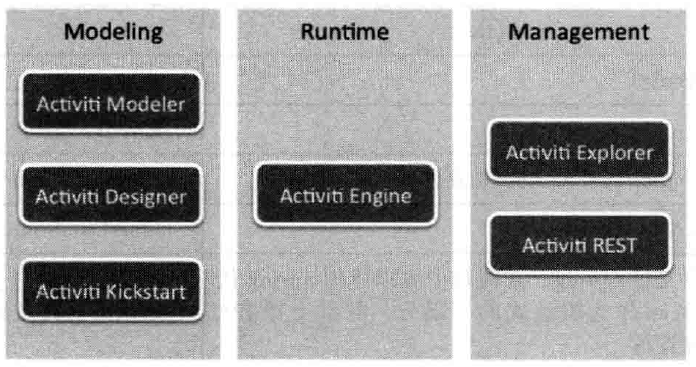 Modeling
Activiti Modeler
Activiti Designer
Activiti Kickstart
Runtime
Activiti Engine
Management
Activiti Explorer
Activiti REST